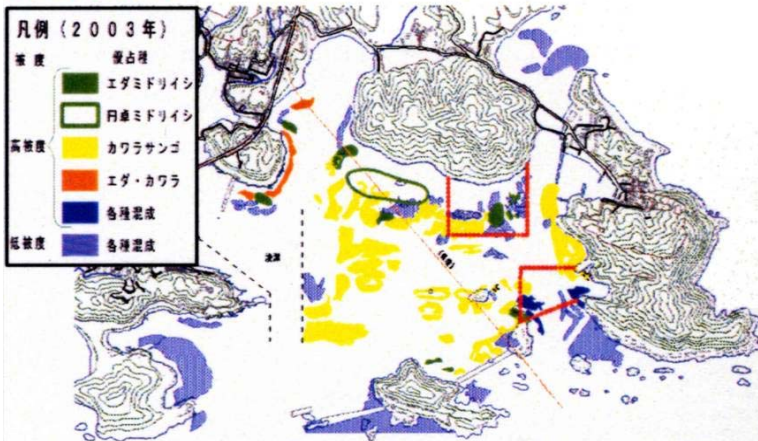 凡例(2003年)
被度 優占種
エダミドリイシ
円卓ミドリイシ
高被度 カワラサンゴ
エダ・カワラ
各種混成
低被度 各種混成